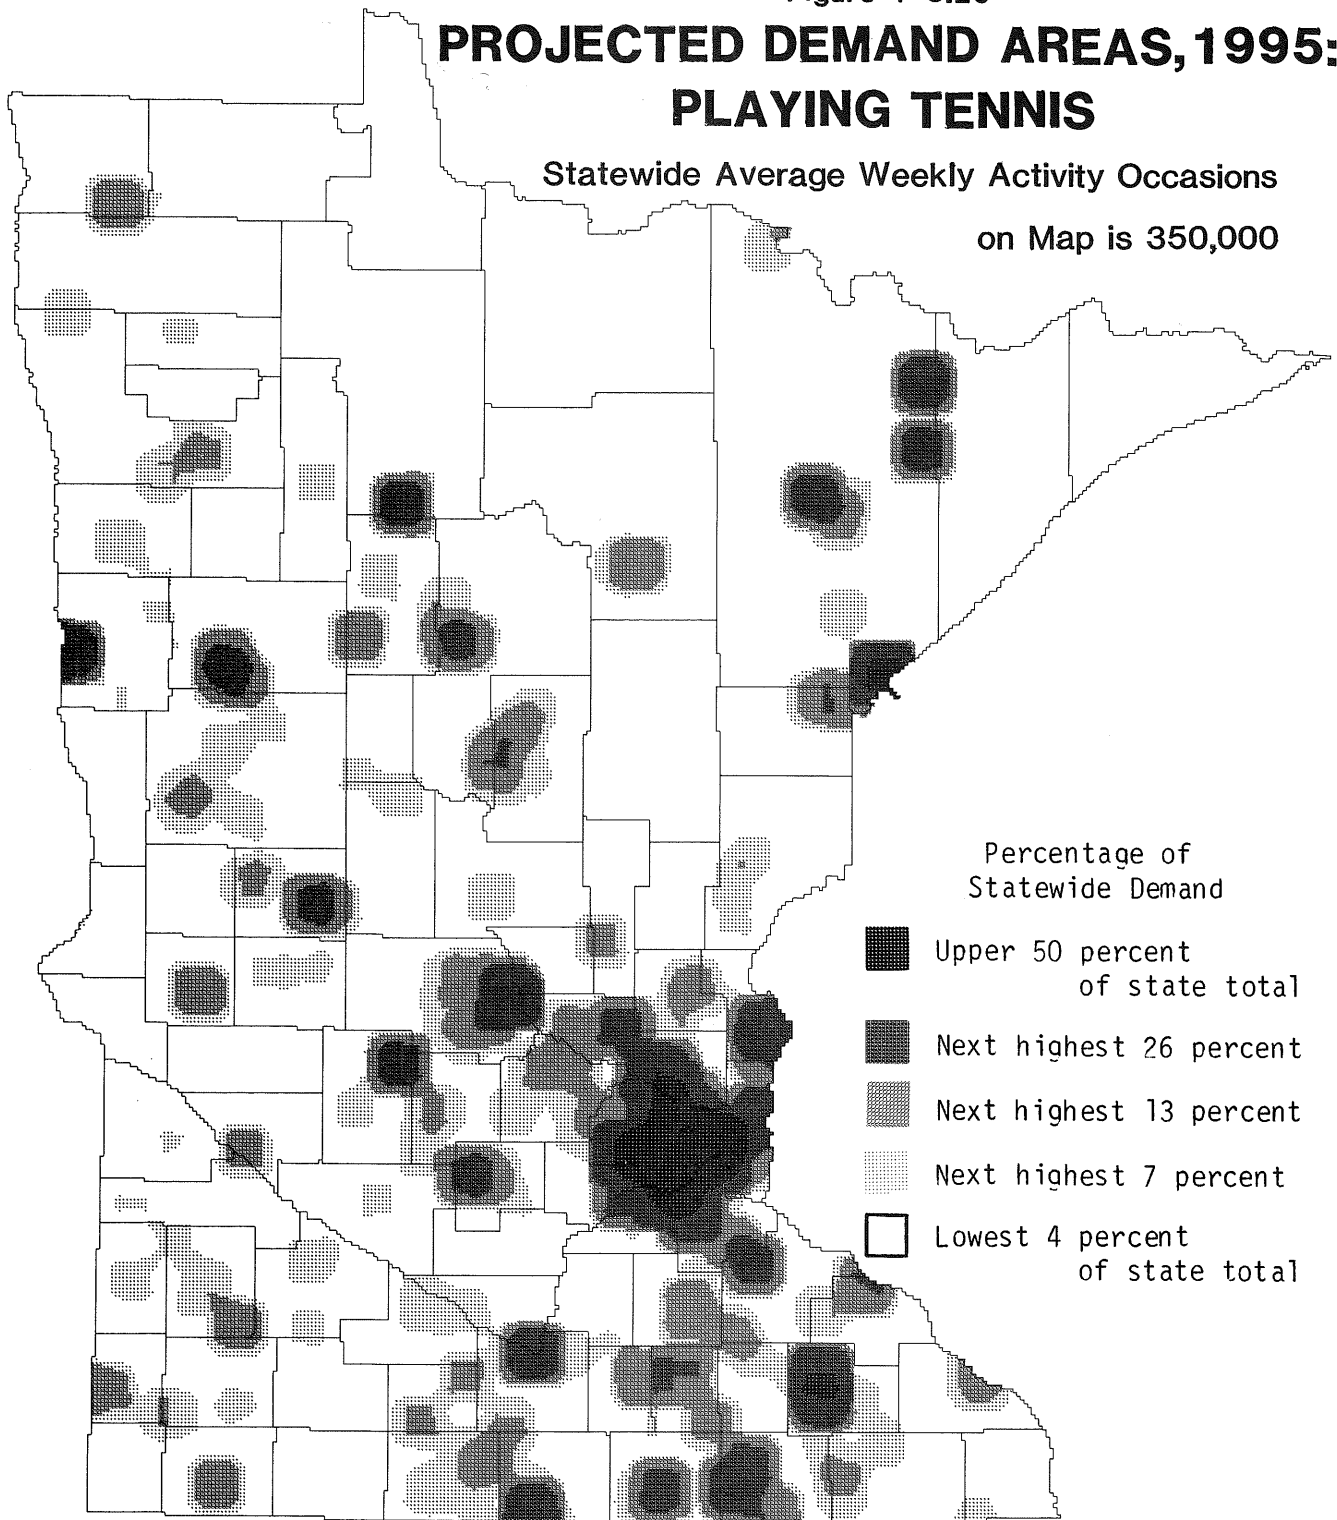 PROJECTED DEMAND AREAS, 1995:
PLAYING TENNIS
Statewide Average Weekly Activity Occasions
on Map is 350,000
Percentage of
Statewide Demand
Upper 50 percent
of state total
Next highest 26 percent
Next highest 13 percent
Next highest 7 percent
Lowest 4 percent
of state total